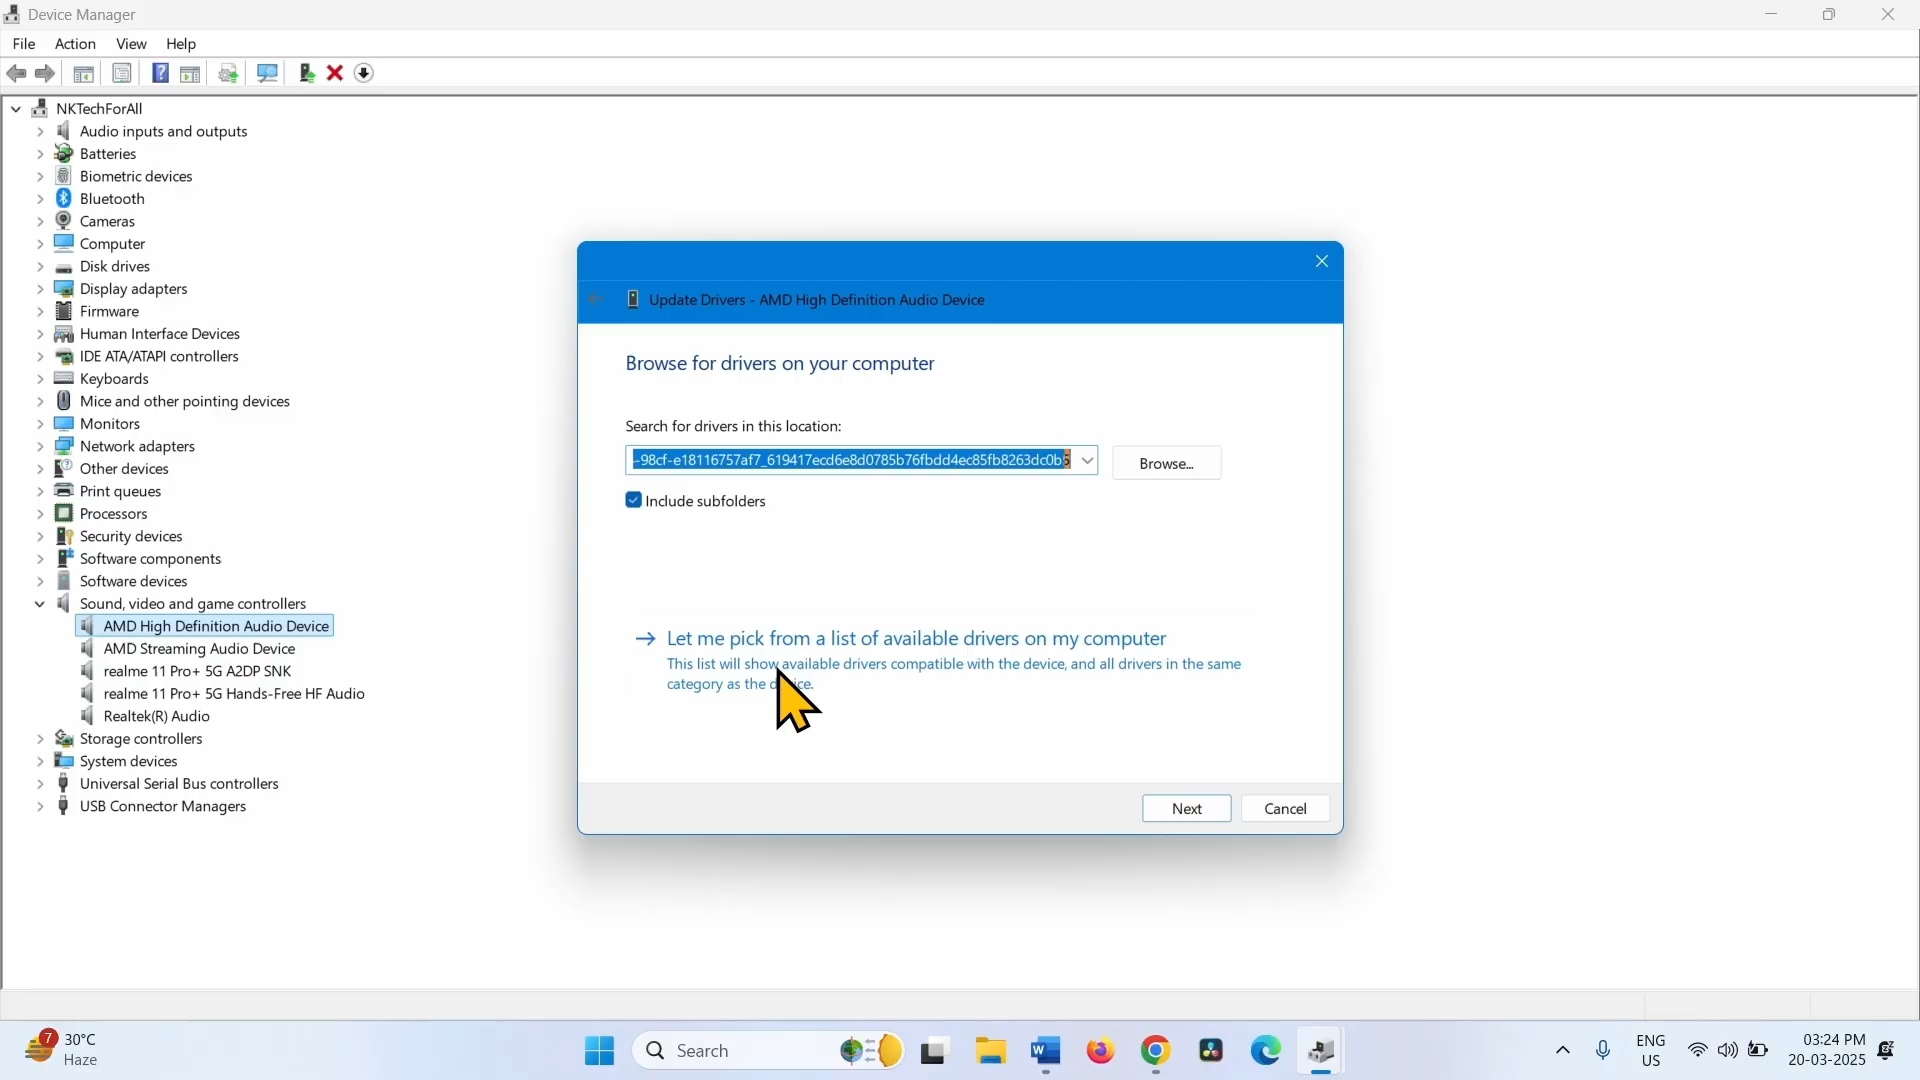 Device Manager
File Action View Help
NKTechForAll
Audio inputs and outputs
Batteries
Biometric devices
Bluetooth
Cameras
Computer
Disk drives
Display adapters
Firmware
Human Interface Devices
IDE ATA/ATAPI controllers
Keyboards
Mice and other pointing devices
Monitors
Network adapters
Other devices
Print queues
Processors
Security devices
Software components
Software devices
Sound, video and game controllers
AMD High Definition Audio Device
AMD Streaming Audio Device
realme 11 Pro+ 5G A2DP SNK
realme 11 Pro+ 5G Hands-Free HF Audio
Realtek(R) Audio
Storage controllers
System devices
Universal Serial Bus controllers
USB Connector Managers
Update Drivers - AMD High Definition Audio Device
Browse for drivers on your computer
Search for drivers in this location:
-98cf-e18116757af7_619417ecd6e8d0785b76fbdd4ec85fb8263dc0b5
Browse...
Include subfolders
Let me pick from a list of available drivers on my computer
This list will show available drivers compatible with the device, and all drivers in the same
category as the device.
Next Cancel
7
30°C
Haze
Search
ENG
US
03:24 PM
20-03-2025